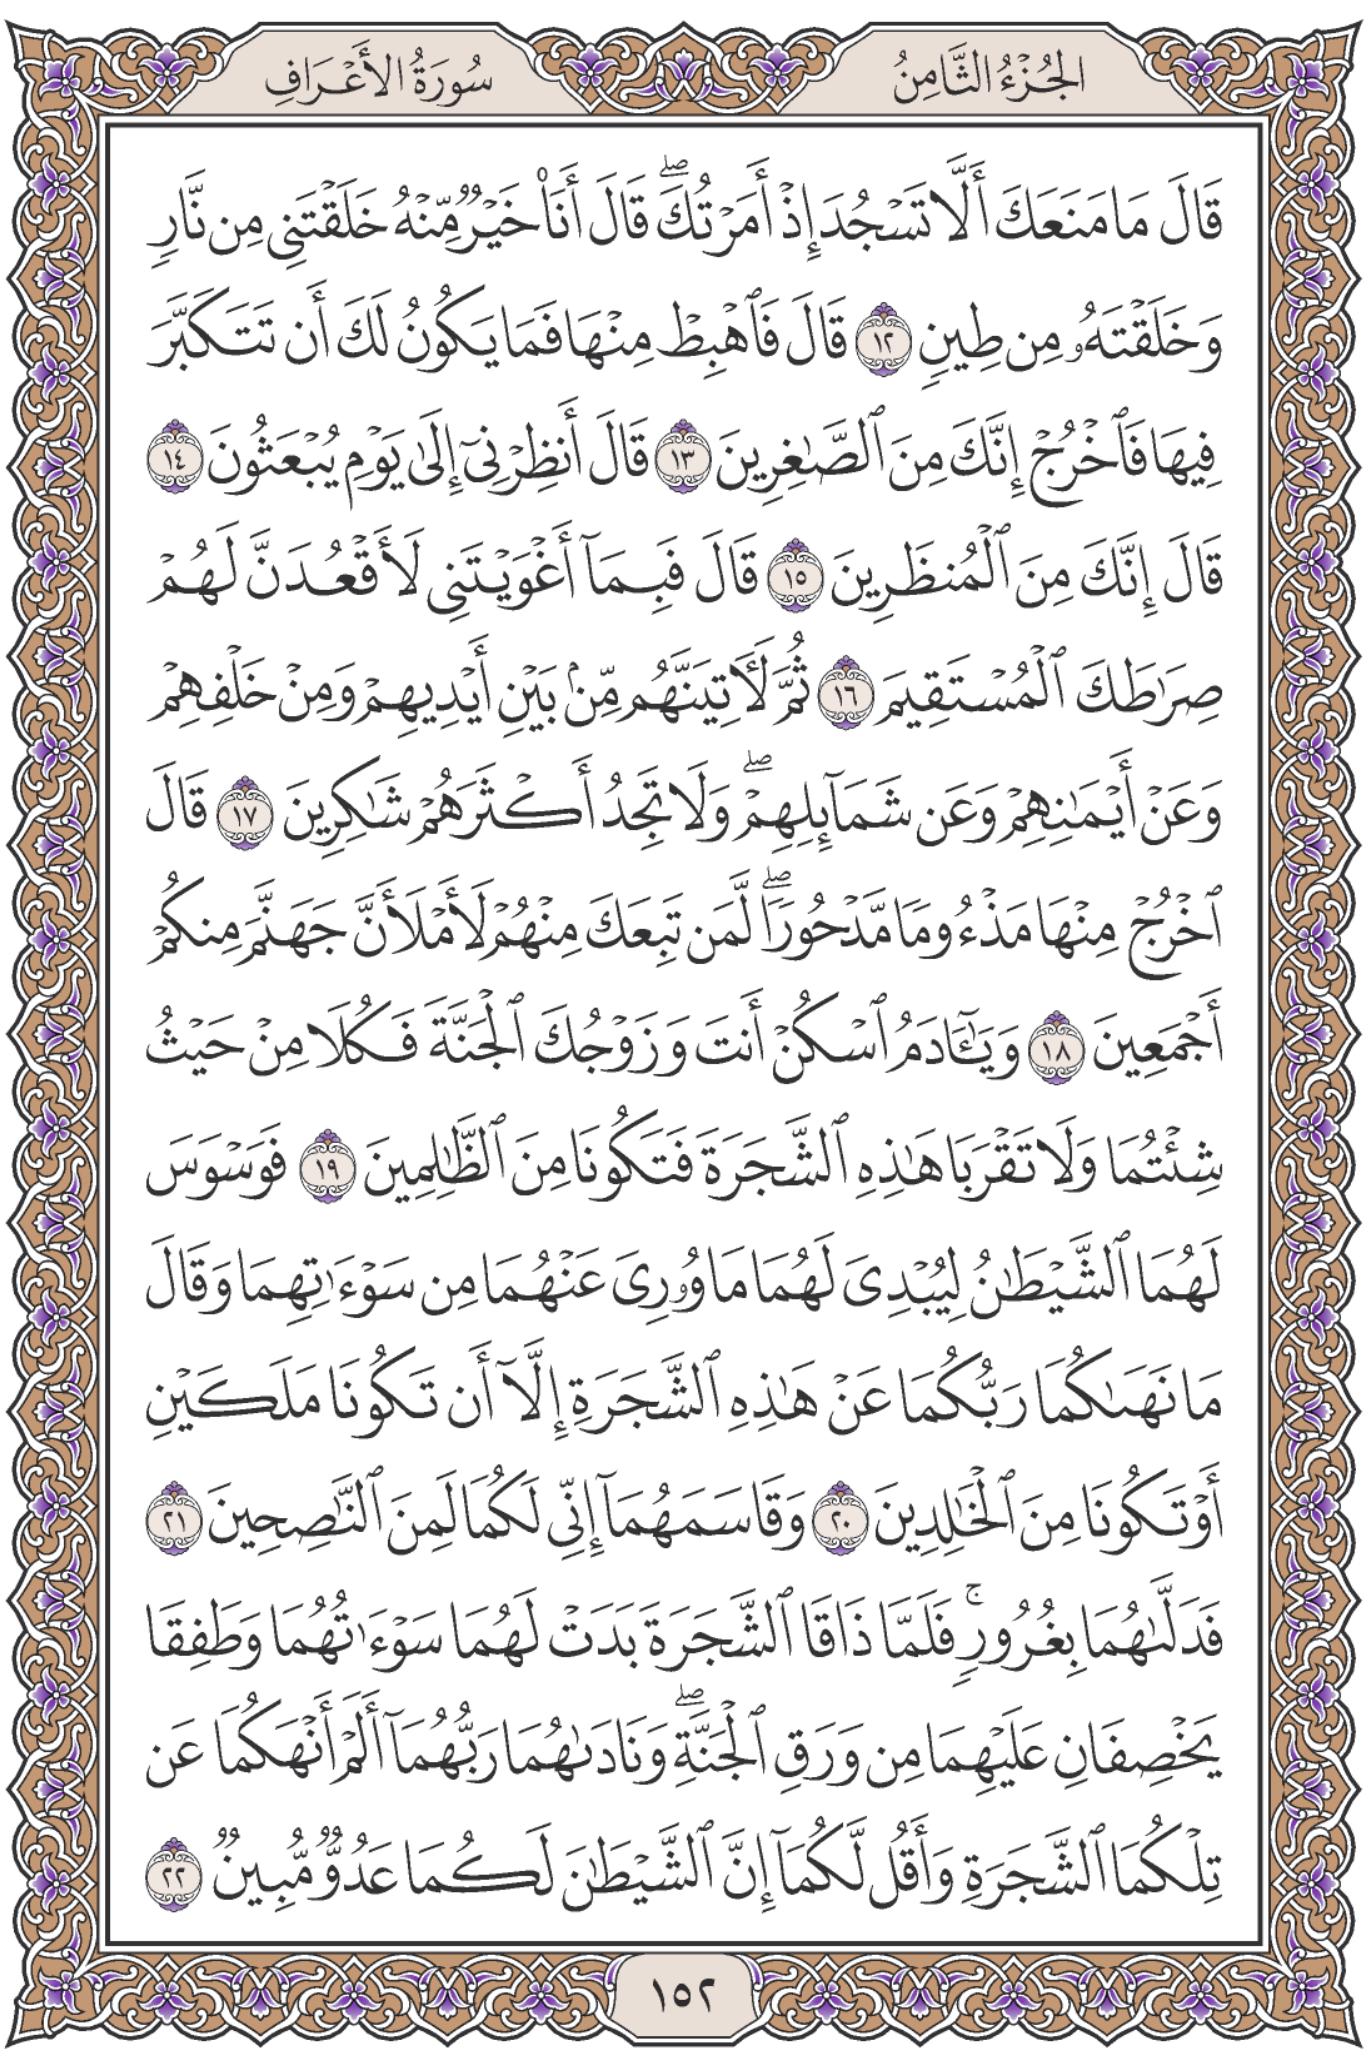 الجُزْءُ الثَّامِنُ
سُورَةُ الأَعْرَافِ
قَالَ مَا مَنَعَكَ أَلَّا تَسْجُدَ إِذْ أَمَرْتُكَۖ قَالَ أَنَا۠ خَيْرٌ مِّنْهُ خَلَقْتَنِى مِن نَّارٍ
وَخَلَقْتَهُۥ مِن طِينٍ ١٢ قَالَ فَٱهْبِطْ مِنْهَا فَمَا يَكُونُ لَكَ أَن تَتَكَبَّرَ
فِيهَا فَٱخْرُجْ إِنَّكَ مِنَ ٱلصَّٰغِرِينَ ١٣ قَالَ أَنظِرْنِىٓ إِلَىٰ يَوْمِ يُبْعَثُونَ ١٤
قَالَ إِنَّكَ مِنَ ٱلْمُنظَرِينَ ١٥ قَالَ فَبِمَآ أَغْوَيْتَنِى لَأَقْعُدَنَّ لَهُمْ
صِرَٰطَكَ ٱلْمُسْتَقِيمَ ١٦ ثُمَّ لَأٓتِيَنَّهُم مِّنۢ بَيْنِ أَيْدِيهِمْ وَمِنْ خَلْفِهِمْ
وَعَنْ أَيْمَٰنِهِمْ وَعَن شَمَآئِلِهِمْۖ وَلَا تَجِدُ أَكْثَرَهُمْ شَٰكِرِينَ ١٧ قَالَ
ٱخْرُجْ مِنْهَا مَذْءُومًا مَّدْحُورًاۖ لَّمَن تَبِعَكَ مِنْهُمْ لَأَمْلَأَنَّ جَهَنَّمَ مِنكُمْ
أَجْمَعِينَ ١٨ وَيَٰٓـَٔادَمُ ٱسْكُنْ أَنتَ وَزَوْجُكَ ٱلْجَنَّةَ فَكُلَا مِنْ حَيْثُ
شِئْتُمَا وَلَا تَقْرَبَا هَٰذِهِ ٱلشَّجَرَةَ فَتَكُونَا مِنَ ٱلظَّٰلِمِينَ ١٩ فَوَسْوَسَ
لَهُمَا ٱلشَّيْطَٰنُ لِيُبْدِىَ لَهُمَا مَا وُۥرِىَ عَنْهُمَا مِن سَوْءَٰتِهِمَا وَقَالَ
مَا نَهَىٰكُمَا رَبُّكُمَا عَنْ هَٰذِهِ ٱلشَّجَرَةِ إِلَّآ أَن تَكُونَا مَلَكَيْنِ
أَوْ تَكُونَا مِنَ ٱلْخَٰلِدِينَ ٢٠ وَقَاسَمَهُمَآ إِنِّى لَكُمَا لَمِنَ ٱلنَّٰصِحِينَ ٢١
فَدَلَّىٰهُمَا بِغُرُورٍۚ فَلَمَّا ذَاقَا ٱلشَّجَرَةَ بَدَتْ لَهُمَا سَوْءَٰتُهُمَا وَطَفِقَا
يَخْصِفَانِ عَلَيْهِمَا مِن وَرَقِ ٱلْجَنَّةِۖ وَنَادَىٰهُمَا رَبُّهُمَآ أَلَمْ أَنْهَكُمَا عَن
تِلْكُمَا ٱلشَّجَرَةِ وَأَقُل لَّكُمَآ إِنَّ ٱلشَّيْطَٰنَ لَكُمَا عَدُوٌّ مُّبِينٌ ٢٢
١٥٢